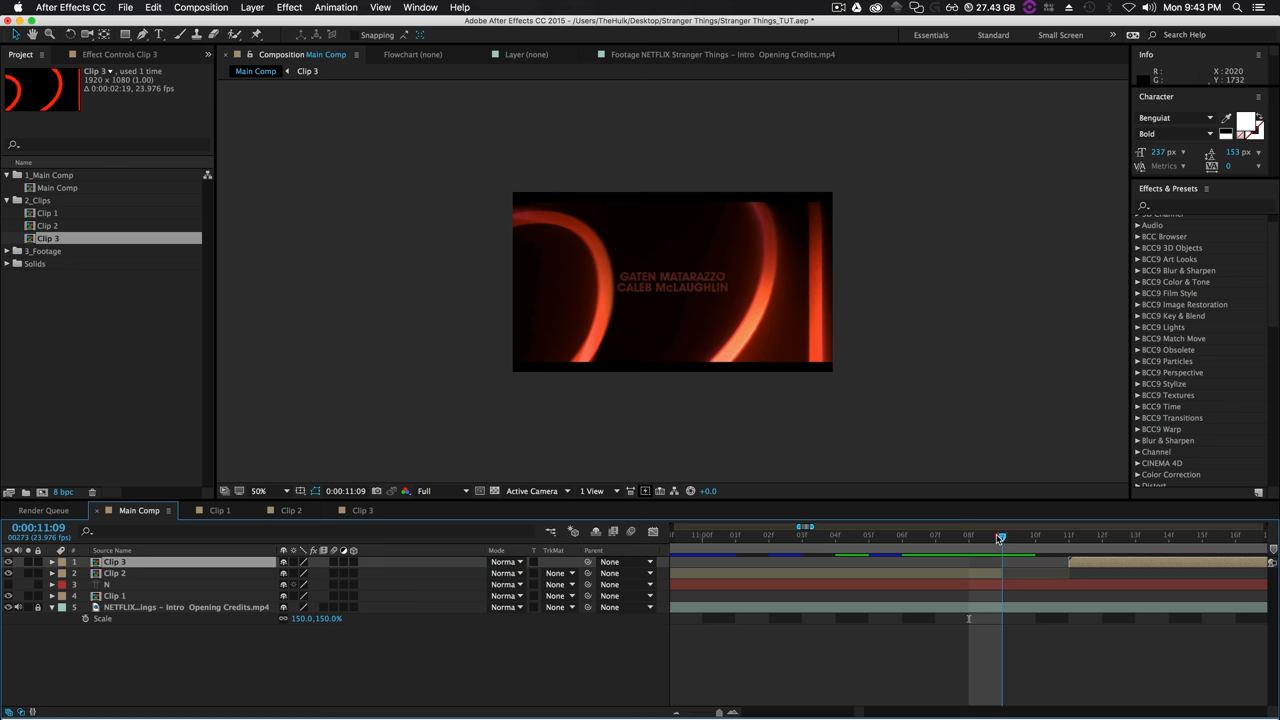 After Effects CC File Edit Composition Layer Effect Animation View Window Help 27.43 GB Mon 9:43 PM
Adobe After Effects CC 2015 - /Users/TheHulk/Desktop/Stranger Things/Stranger Things_TUT.aep *
Snapping Essentials Standard Small Screen Search Help
Project Effect Controls Clip 3 Composition Main Comp Flowchart (none) Layer (none) Footage NETFLIX Stranger Things – Intro Opening Credits.mp4 Info
Main Comp Clip 3
Clip 3 , used 1 time
1920 x 1080 (1.00)
Δ 0:00:02:19, 23.976 fps
R : X : 2020
G : Y : 1732
Character
Benguiat
Bold
237 px 153 px
Metrics 0
Name
1_Main Comp
Main Comp
2_Clips
Clip 1
Clip 2
Clip 3
3_Footage
Solids
GATEN MATARAZZO
CALEB McLAUGHLIN
Effects & Presets
Audio
BCC Browser
BCC9 3D Objects
BCC9 Art Looks
BCC9 Blur & Sharpen
BCC9 Color & Tone
BCC9 Film Style
BCC9 Image Restoration
BCC9 Key & Blend
BCC9 Lights
BCC9 Match Move
BCC9 Obsolete
BCC9 Particles
BCC9 Perspective
BCC9 Stylize
BCC9 Textures
BCC9 Time
BCC9 Transitions
BCC9 Warp
Blur & Sharpen
Channel
CINEMA 4D
Color Correction
8 bpc 50% 0:00:11:09 Full Active Camera 1 View +0.0
Render Queue Main Comp Clip 1 Clip 2 Clip 3
0:00:11:09
00273 (23.976 fps)
11:00f 01f 02f 03f 04f 05f 06f 07f 08f 10f 11f 12f 13f 14f 15f 16f
# Source Name Mode T TrkMat Parent
1 Clip 3 Norma None
2 Clip 2 Norma None None
3 N Norma None None
4 Clip 1 Norma None None
5 NETFLIX...ings – Intro Opening Credits.mp4 Norma None None
Scale 150.0,150.0%